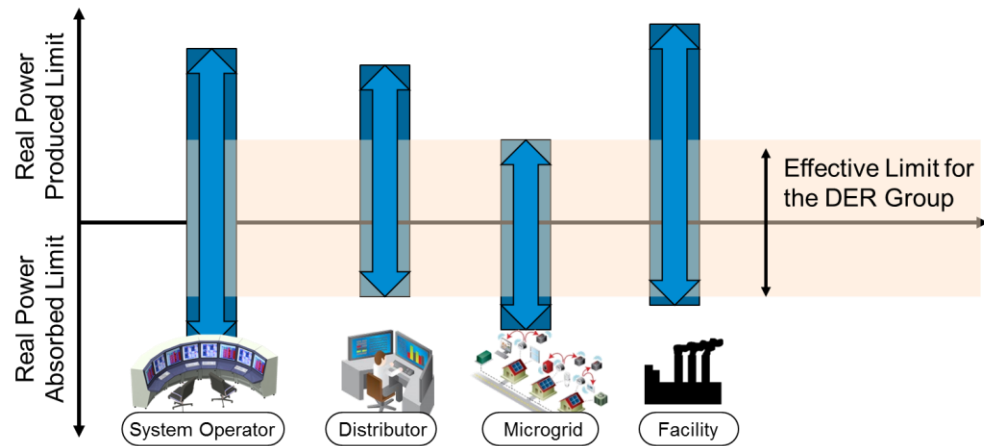 Real Power
Produced Limit
Real Power
Absorbed Limit
Effective Limit for
the DER Group
System Operator
Distributor
Microgrid
Facility